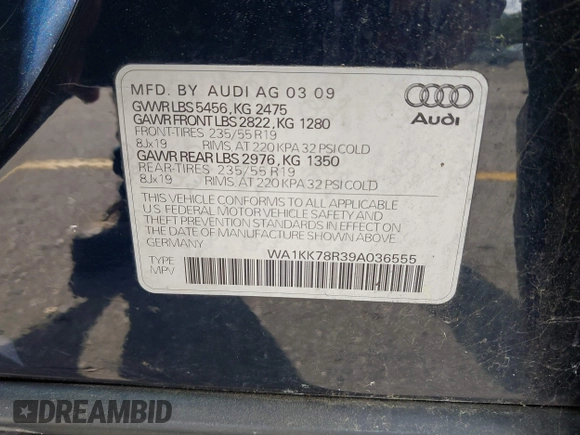 MFD. BY AUDI AG 03 09
GVWR LBS 5456, KG 2475
GAWR FRONT LBS 2822, KG 1280
FRONT-TIRES 235/55 R19
8Jx19 RIMS, AT 220 KPA 32 PSI COLD
GAWR REAR LBS 2976, KG 1350
REAR-TIRES 235/55 R19
8Jx19 RIMS, AT 220 KPA 32 PSI COLD
Audi
THIS VEHICLE CONFORMS TO ALL APPLICABLE
U.S FEDERAL MOTOR VEHICLE SAFETY AND
THEFT PREVENTION STANDARDS IN EFFECT
ON THE DATE OF MANUFACTURE SHOWN ABOVE
MADE IN GERMANY
WA1KK78R39A036555
TYPE
MPV
DREAMBID